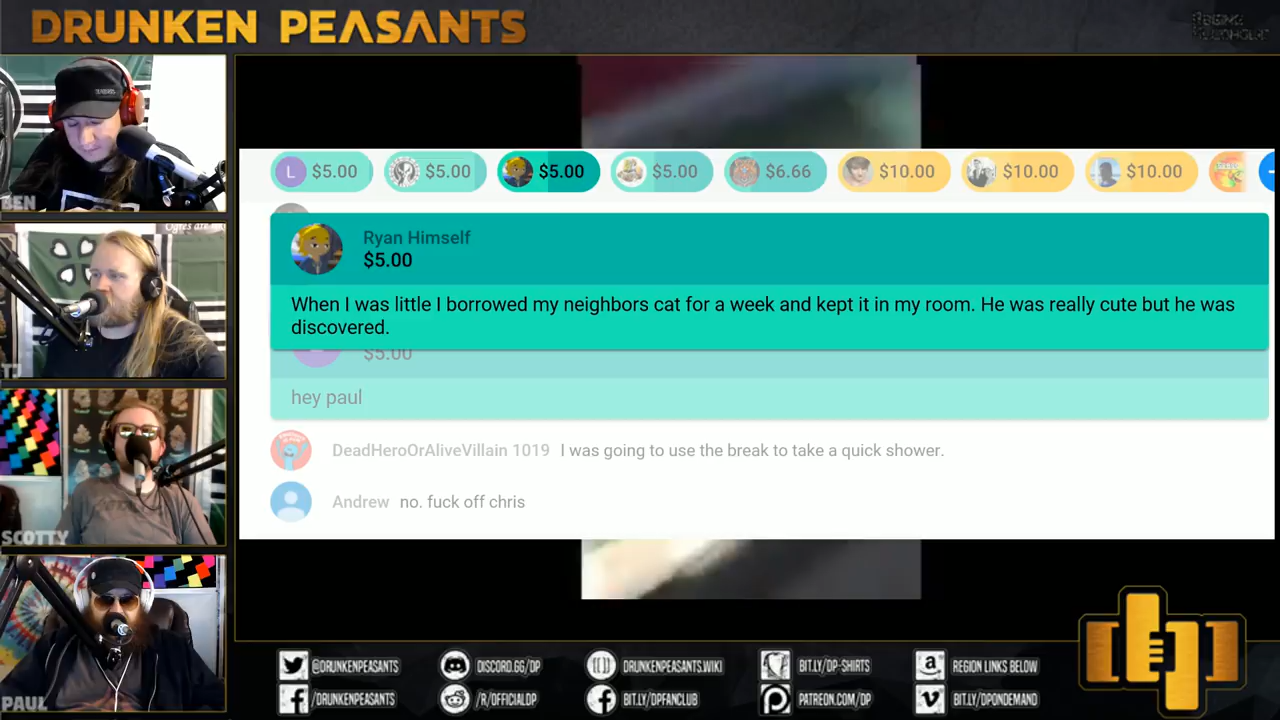 DRUNKEN PEASANTS
BEN
Ogres are
TJ
SCOTTY
PAUL
L $5.00 $5.00 $5.00 $5.00 $6.66 $10.00 $10.00 $10.00
Ryan Himself
$5.00
When I was little I borrowed my neighbors cat for a week and kept it in my room. He was really cute but he was
discovered.
$5.00
hey paul
DeadHeroOrAliveVillain 1019 I was going to use the break to take a quick shower.
Andrew no. fuck off chris
@DRUNKENPEASANTS DISCORD.GG/DP DRUNKENPEASANTS.WIKI BIT.LY/DP-SHIRTS REGION LINKS BELOW
/DRUNKENPEASANTS /R/OFFICIALDP BIT.LY/DPFANCLUB PATREON.COM/DP BIT.LY/DPONDEMAND